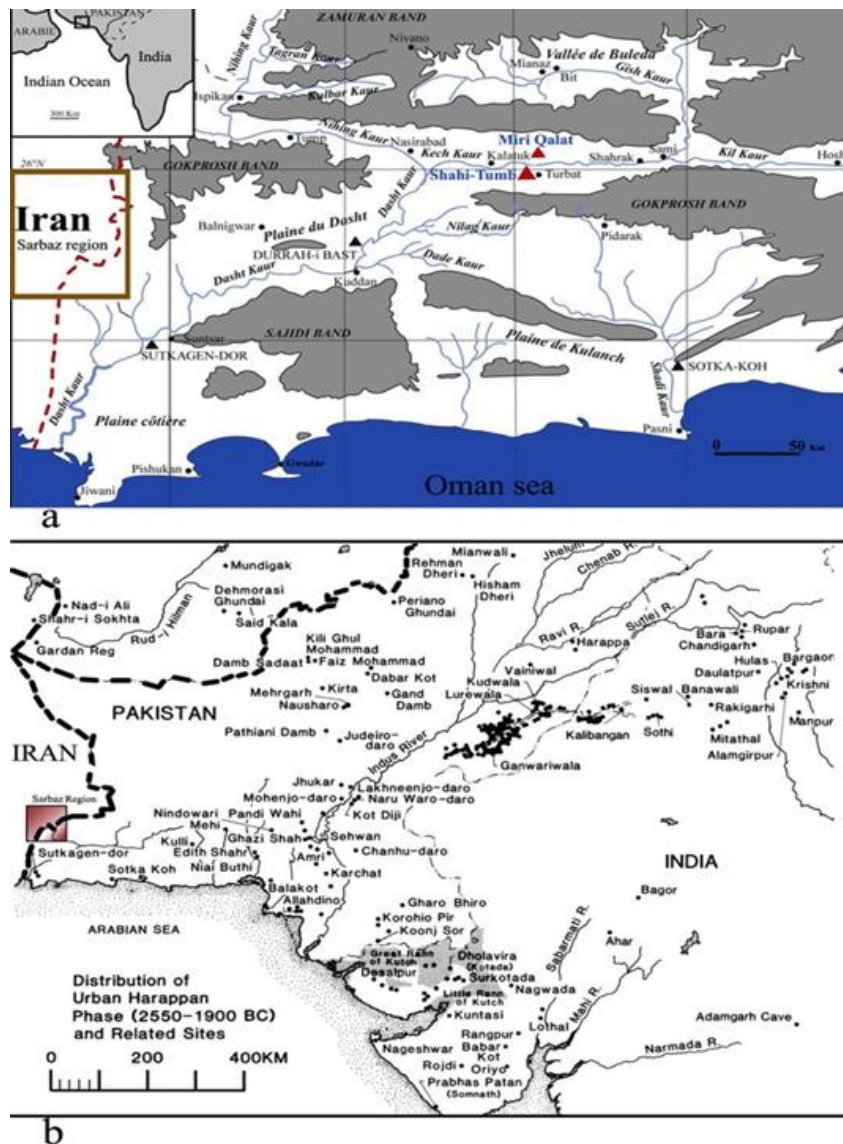 ZAMURAN BAND
ARABIE
PAKISTAN
India
Indian Ocean
500 Km
Nihing Kaur
Tagran Kaur
Nivano
Vallée de Buleda
Mianaz
Bit
Gish Kaur
Ispikan
Kulbar Kaur
Tump
Nihing Kaur
Nasirabad
Miri Qalat
Kech Kaur
Kalatuk
Shahrak
Sami
Kil Kaur
Hosh
26°N
GOKPROSH BAND
Shahi-Tumb
Turbat
Dasht Kaur
GOKPROSH BAND
Iran
Sarbaz region
Balnigwar
Plaine du Dasht
Nilag Kaur
Pidarak
DURRAH-i BAST
Dasht Kaur
Kuddan
Dade Kaur
Suntsar
SAJIDI BAND
Plaine de Kulanch
SUTKAGEN-DOR
SOTKA-KOH
Dasht Kaur
Shadi Kaur
Plaine côtière
Pasni
0 50 Km
Pishukan
Gwadar
Jiwani
Oman sea
a
Mianwali
Jhelum
Chenab R.
Mundigak
Rehman
Dheri
Hisham
Dheri
Nad-i Ali
Dehmorasi
Ghundai
Periano
Ghundai
Shahr-i Sokhta
Said Kala
Rud-i Hilman
Ravi R.
Sutlej R.
Gardan Reg
Kili Ghul
Mohammad
Harappa
Bara
Rupar
Chandigarh
Damb Sadaat
Faiz Mohammad
Vainiwal
Hulas
Bargaon
Dabar Kot
Kudwala
Daulatpur
Mehrgarh
Kirta
Gand
Damb
Lurewala
Siswal
Banawali
Krishni
Nausharo
Rakigarhi
PAKISTAN
Kalibangan
Sothi
Manpur
Pathiani Damb
Judeiro-
daro
Indus River
Mitathal
Alamgirpur
IRAN
Ganwariwala
Jhukar
Lakhneenjo-daro
Sarbaz Region
Mohenjo-daro
Naru Waro-daro
Nindowari
Pandi Wahi
Kot Diji
Mehi
Ghazi Shah
Sehwan
Kulli
Sutkagen-dor
Edith Shahr
Amri
Chanhu-daro
INDIA
Sotka Koh
Niai Buthi
Karchat
Balakot
Bagor
Allahdino
Gharo Bhiro
ARABIAN SEA
Korohio Pir
Koonj Sor
Ahar
Great Rann
of Kutch
Dholavira
(Kotada)
Sabarmati R.
Desalpur
Surkotada
Mahi R.
Distribution of
Urban Harappan
Phase (2550-1900 BC)
and Related Sites
Little Rann
of Kutch
Nagwada
Kuntasi
Adamgarh Cave
Rangpur
Lothal
0 200 400KM
Nageshwar
Babar
Kot
Narmada R.
Rojdi
Oriyo
Prabhas Patan
(Somnath)
b